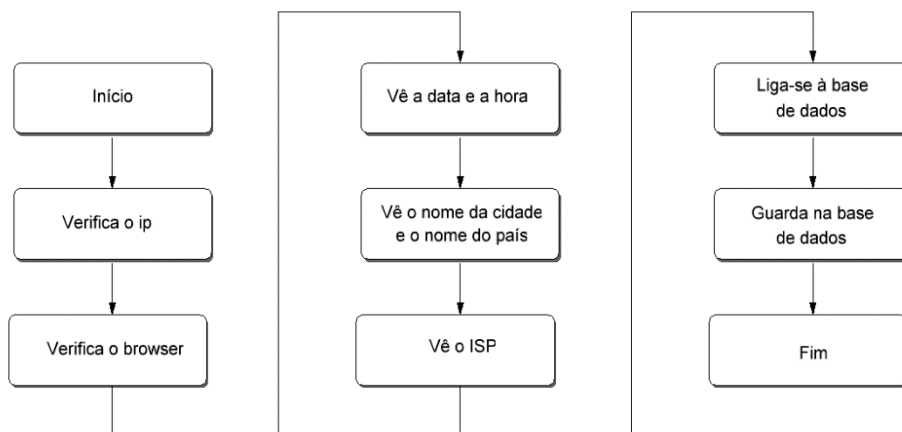 Início
Verifica o ip
Verifica o browser
Vê a data e a hora
Vê o nome da cidade
e o nome do país
Vê o ISP
Liga-se à base
de dados
Guarda na base
de dados
Fim